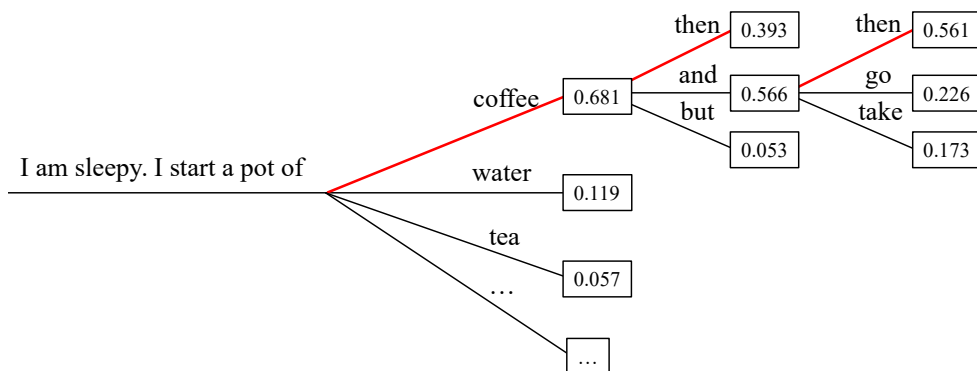 then 0.393 then 0.561
coffee 0.681 and 0.566 go 0.226
but 0.053 take 0.173
I am sleepy. I start a pot of
water 0.119
tea 0.057
...
...